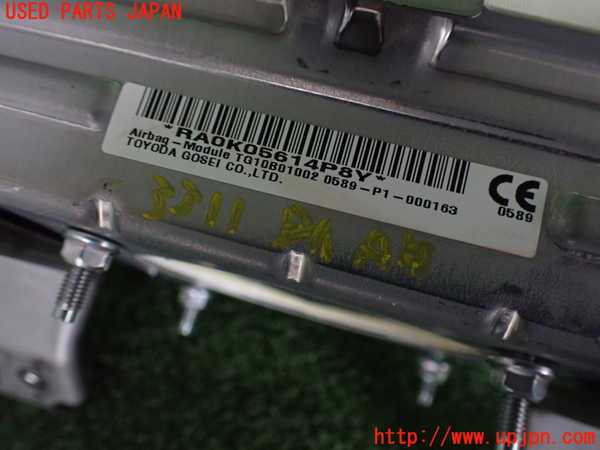 USED PARTS JAPAN
*RA0K05614P8Y*
Airbag-Module TG10B01002 0589-P1-000163
TOYODA GOSEI CO.,LTD.
CE
0589
3311
http://www.upjpn.com/